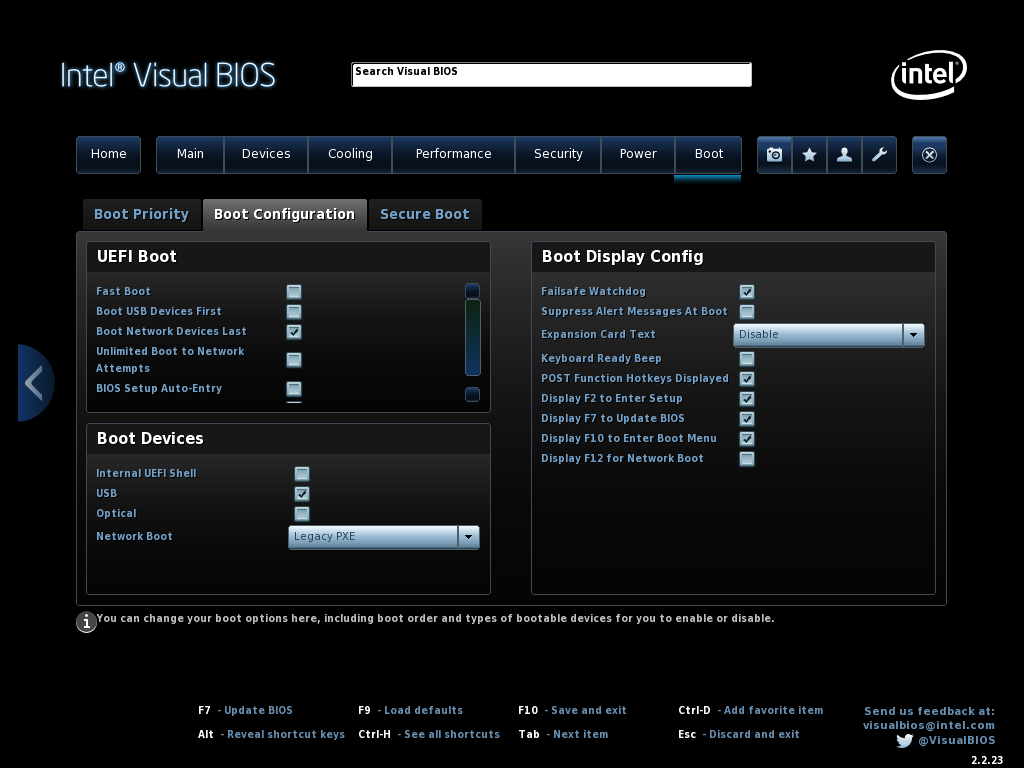 Intel® Visual BIOS
Search Visual BIOS
intel®
Home Main Devices Cooling Performance Security Power Boot
Boot Priority Boot Configuration Secure Boot
UEFI Boot
Fast Boot
Boot USB Devices First
Boot Network Devices Last
Unlimited Boot to Network
Attempts
BIOS Setup Auto-Entry
Boot Devices
Internal UEFI Shell
USB
Optical
Network Boot Legacy PXE
Boot Display Config
Failsafe Watchdog
Suppress Alert Messages At Boot
Expansion Card Text Disable
Keyboard Ready Beep
POST Function Hotkeys Displayed
Display F2 to Enter Setup
Display F7 to Update BIOS
Display F10 to Enter Boot Menu
Display F12 for Network Boot
You can change your boot options here, including boot order and types of bootable devices for you to enable or disable.
F7 - Update BIOS F9 - Load defaults F10 - Save and exit Ctrl-D - Add favorite item
Alt - Reveal shortcut keys Ctrl-H - See all shortcuts Tab - Next item Esc - Discard and exit
Send us feedback at:
visualbios@intel.com
@VisualBIOS
2.2.23